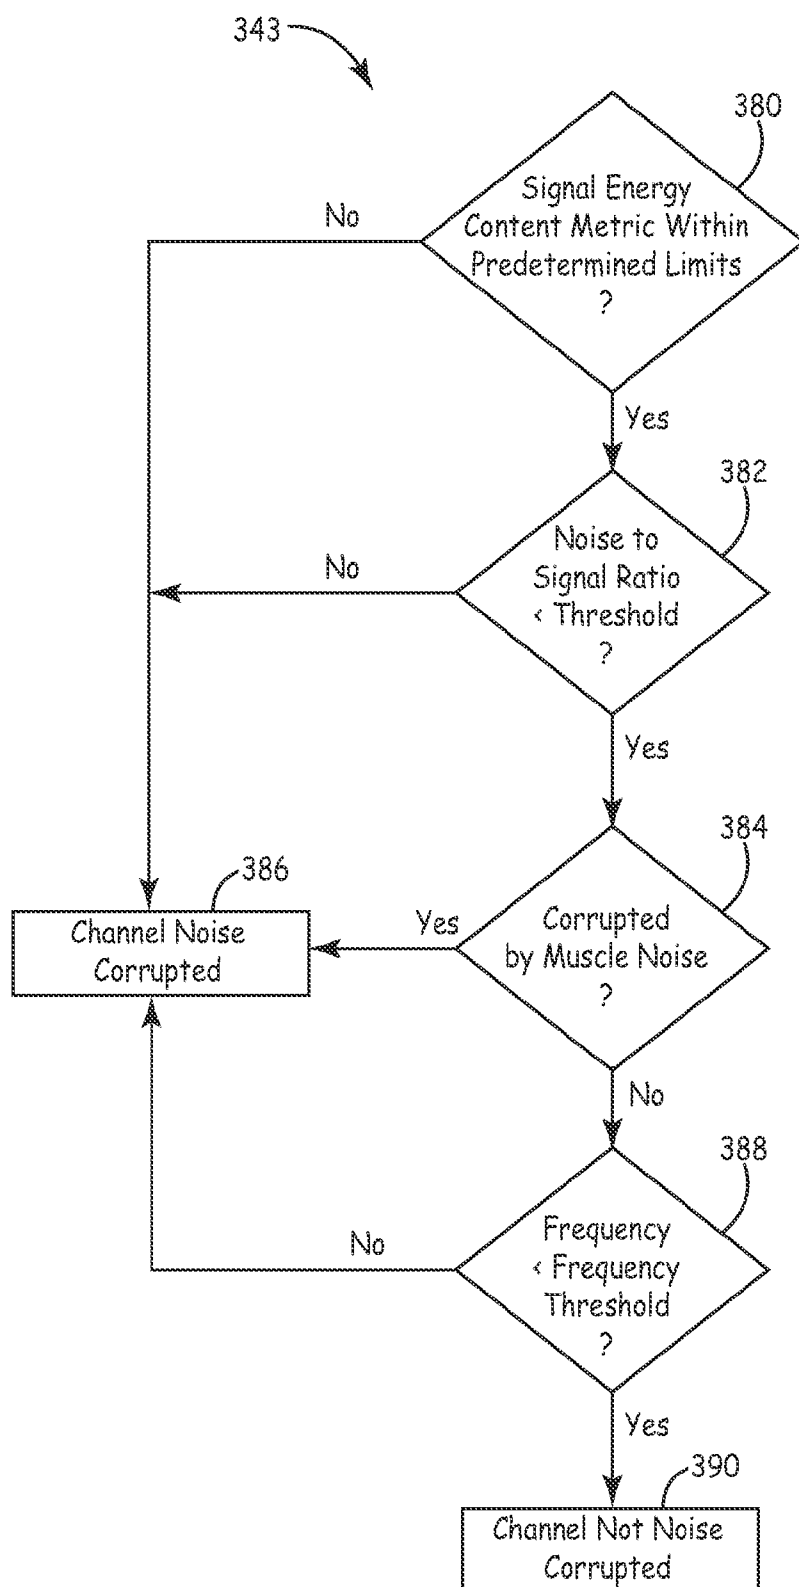 343
380
Signal Energy
Content Metric Within
Predetermined Limits
?
No
Yes
382
Noise to
Signal Ratio
< Threshold
?
No
Yes
384
Corrupted
by Muscle Noise
?
Yes
386
Channel Noise
Corrupted
No
388
Frequency
< Frequency
Threshold
?
No
Yes
390
Channel Not Noise
Corrupted